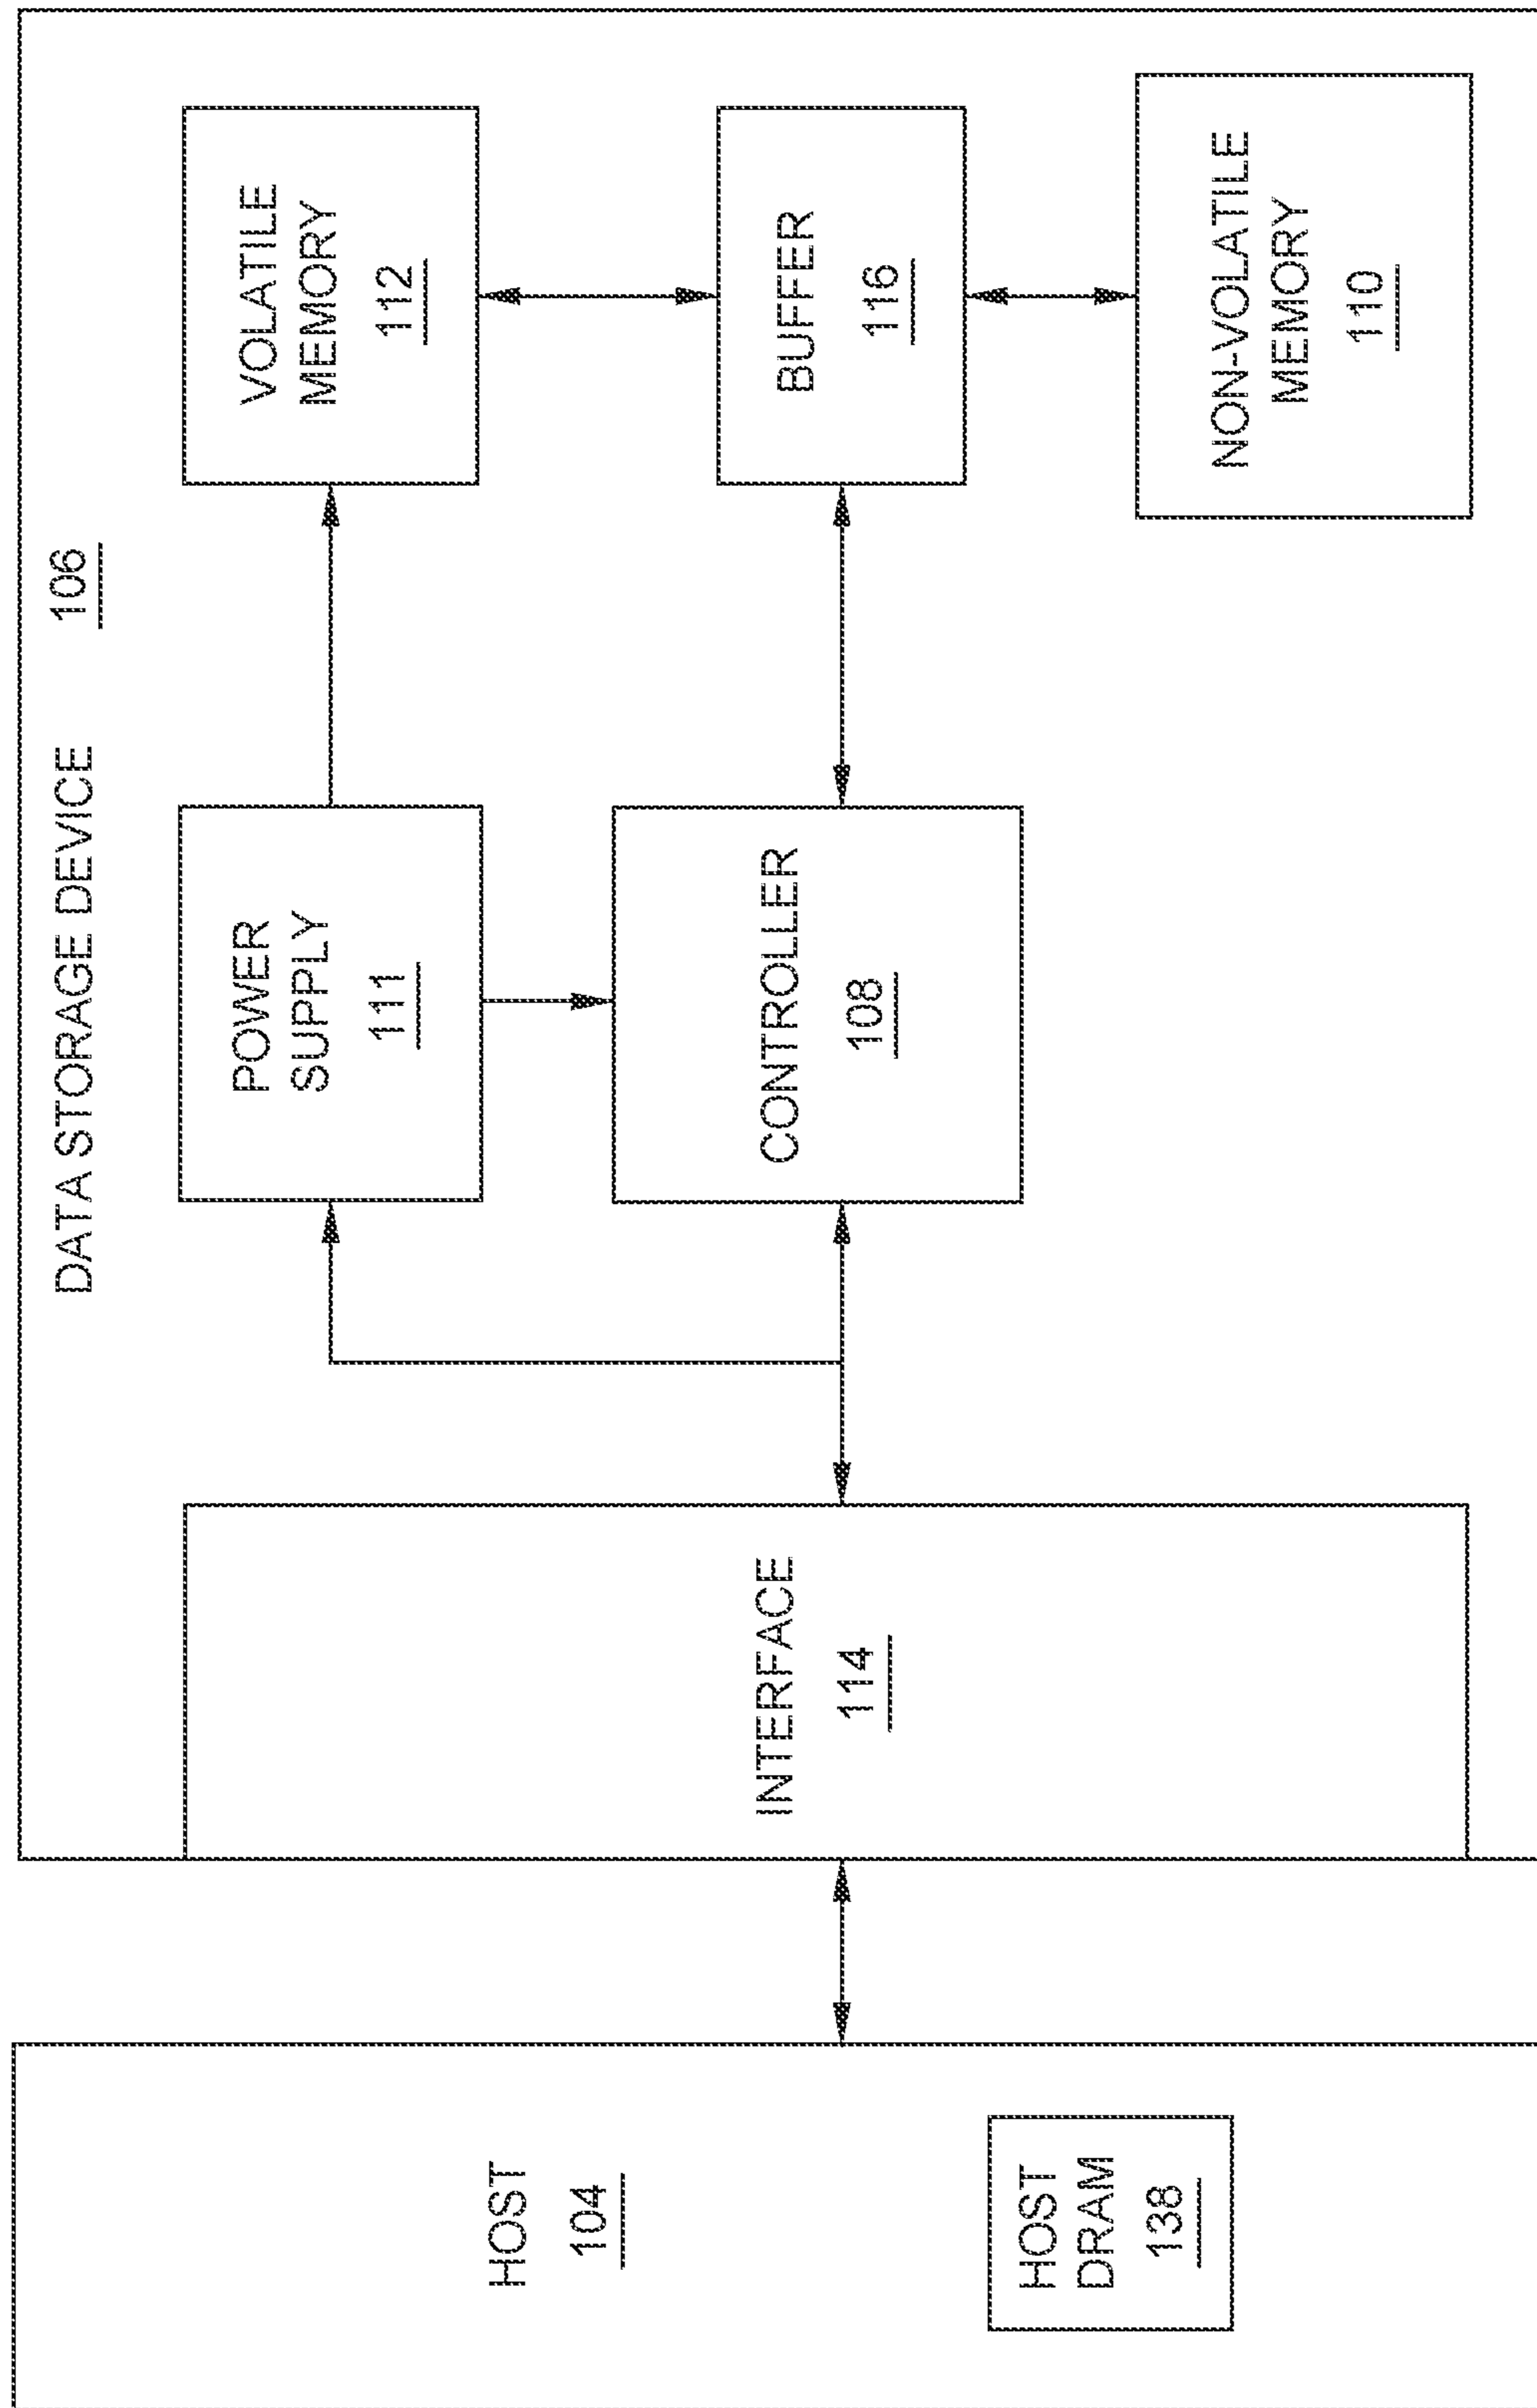 DATA STORAGE DEVICE 106
HOST
104
HOST
DRAM
138
INTERFACE
114
POWER
SUPPLY
111
CONTROLLER
108
VOLATILE
MEMORY
112
BUFFER
116
NON-VOLATILE
MEMORY
110